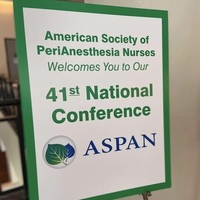 American Society of
PeriAnesthesia Nurses
Welcomes You to Our
41st National
Conference
ASPAN